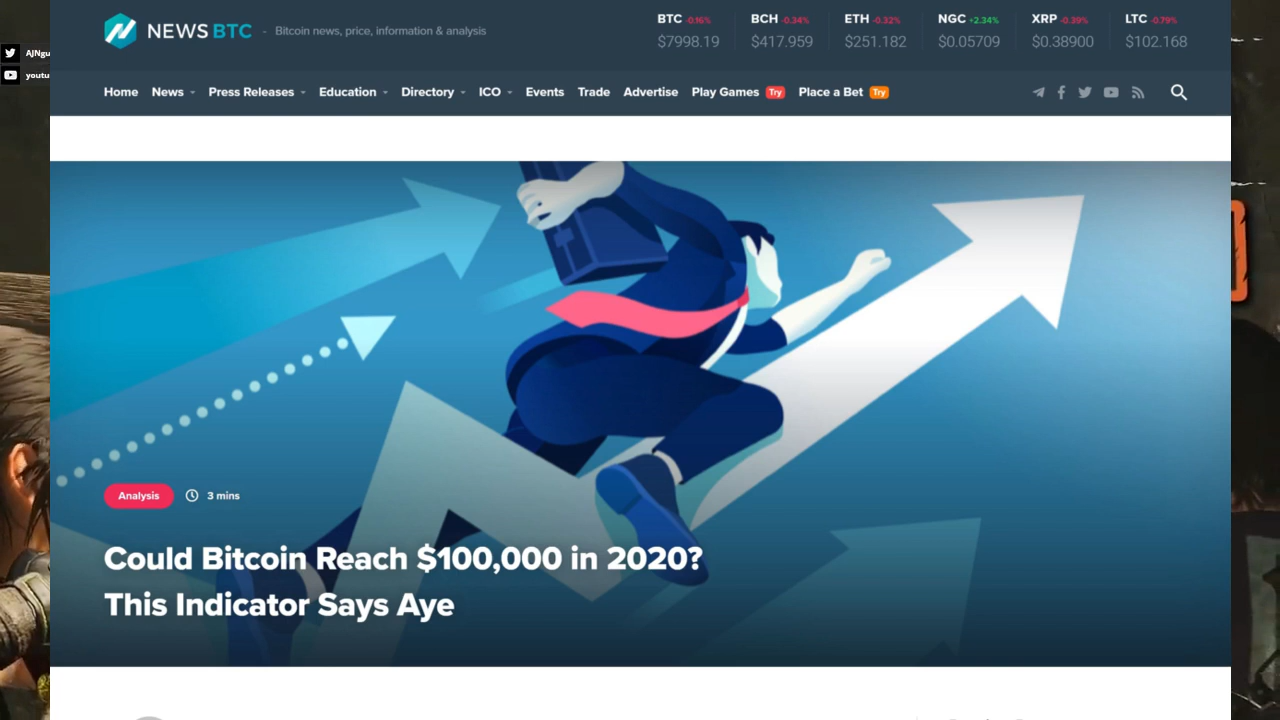 NEWS BTC - Bitcoin news, price, information & analysis
BTC -0.16% BCH -0.34% ETH -0.32% NGC +2.34% XRP -0.39% LTC -0.79%
$7998.19 $417.959 $251.182 $0.05709 $0.38900 $102.168
AJNgu
youtu
Home News Press Releases Education Directory ICO Events Trade Advertise Play Games Try Place a Bet Try
Analysis 3 mins
Could Bitcoin Reach $100,000 in 2020?
This Indicator Says Aye